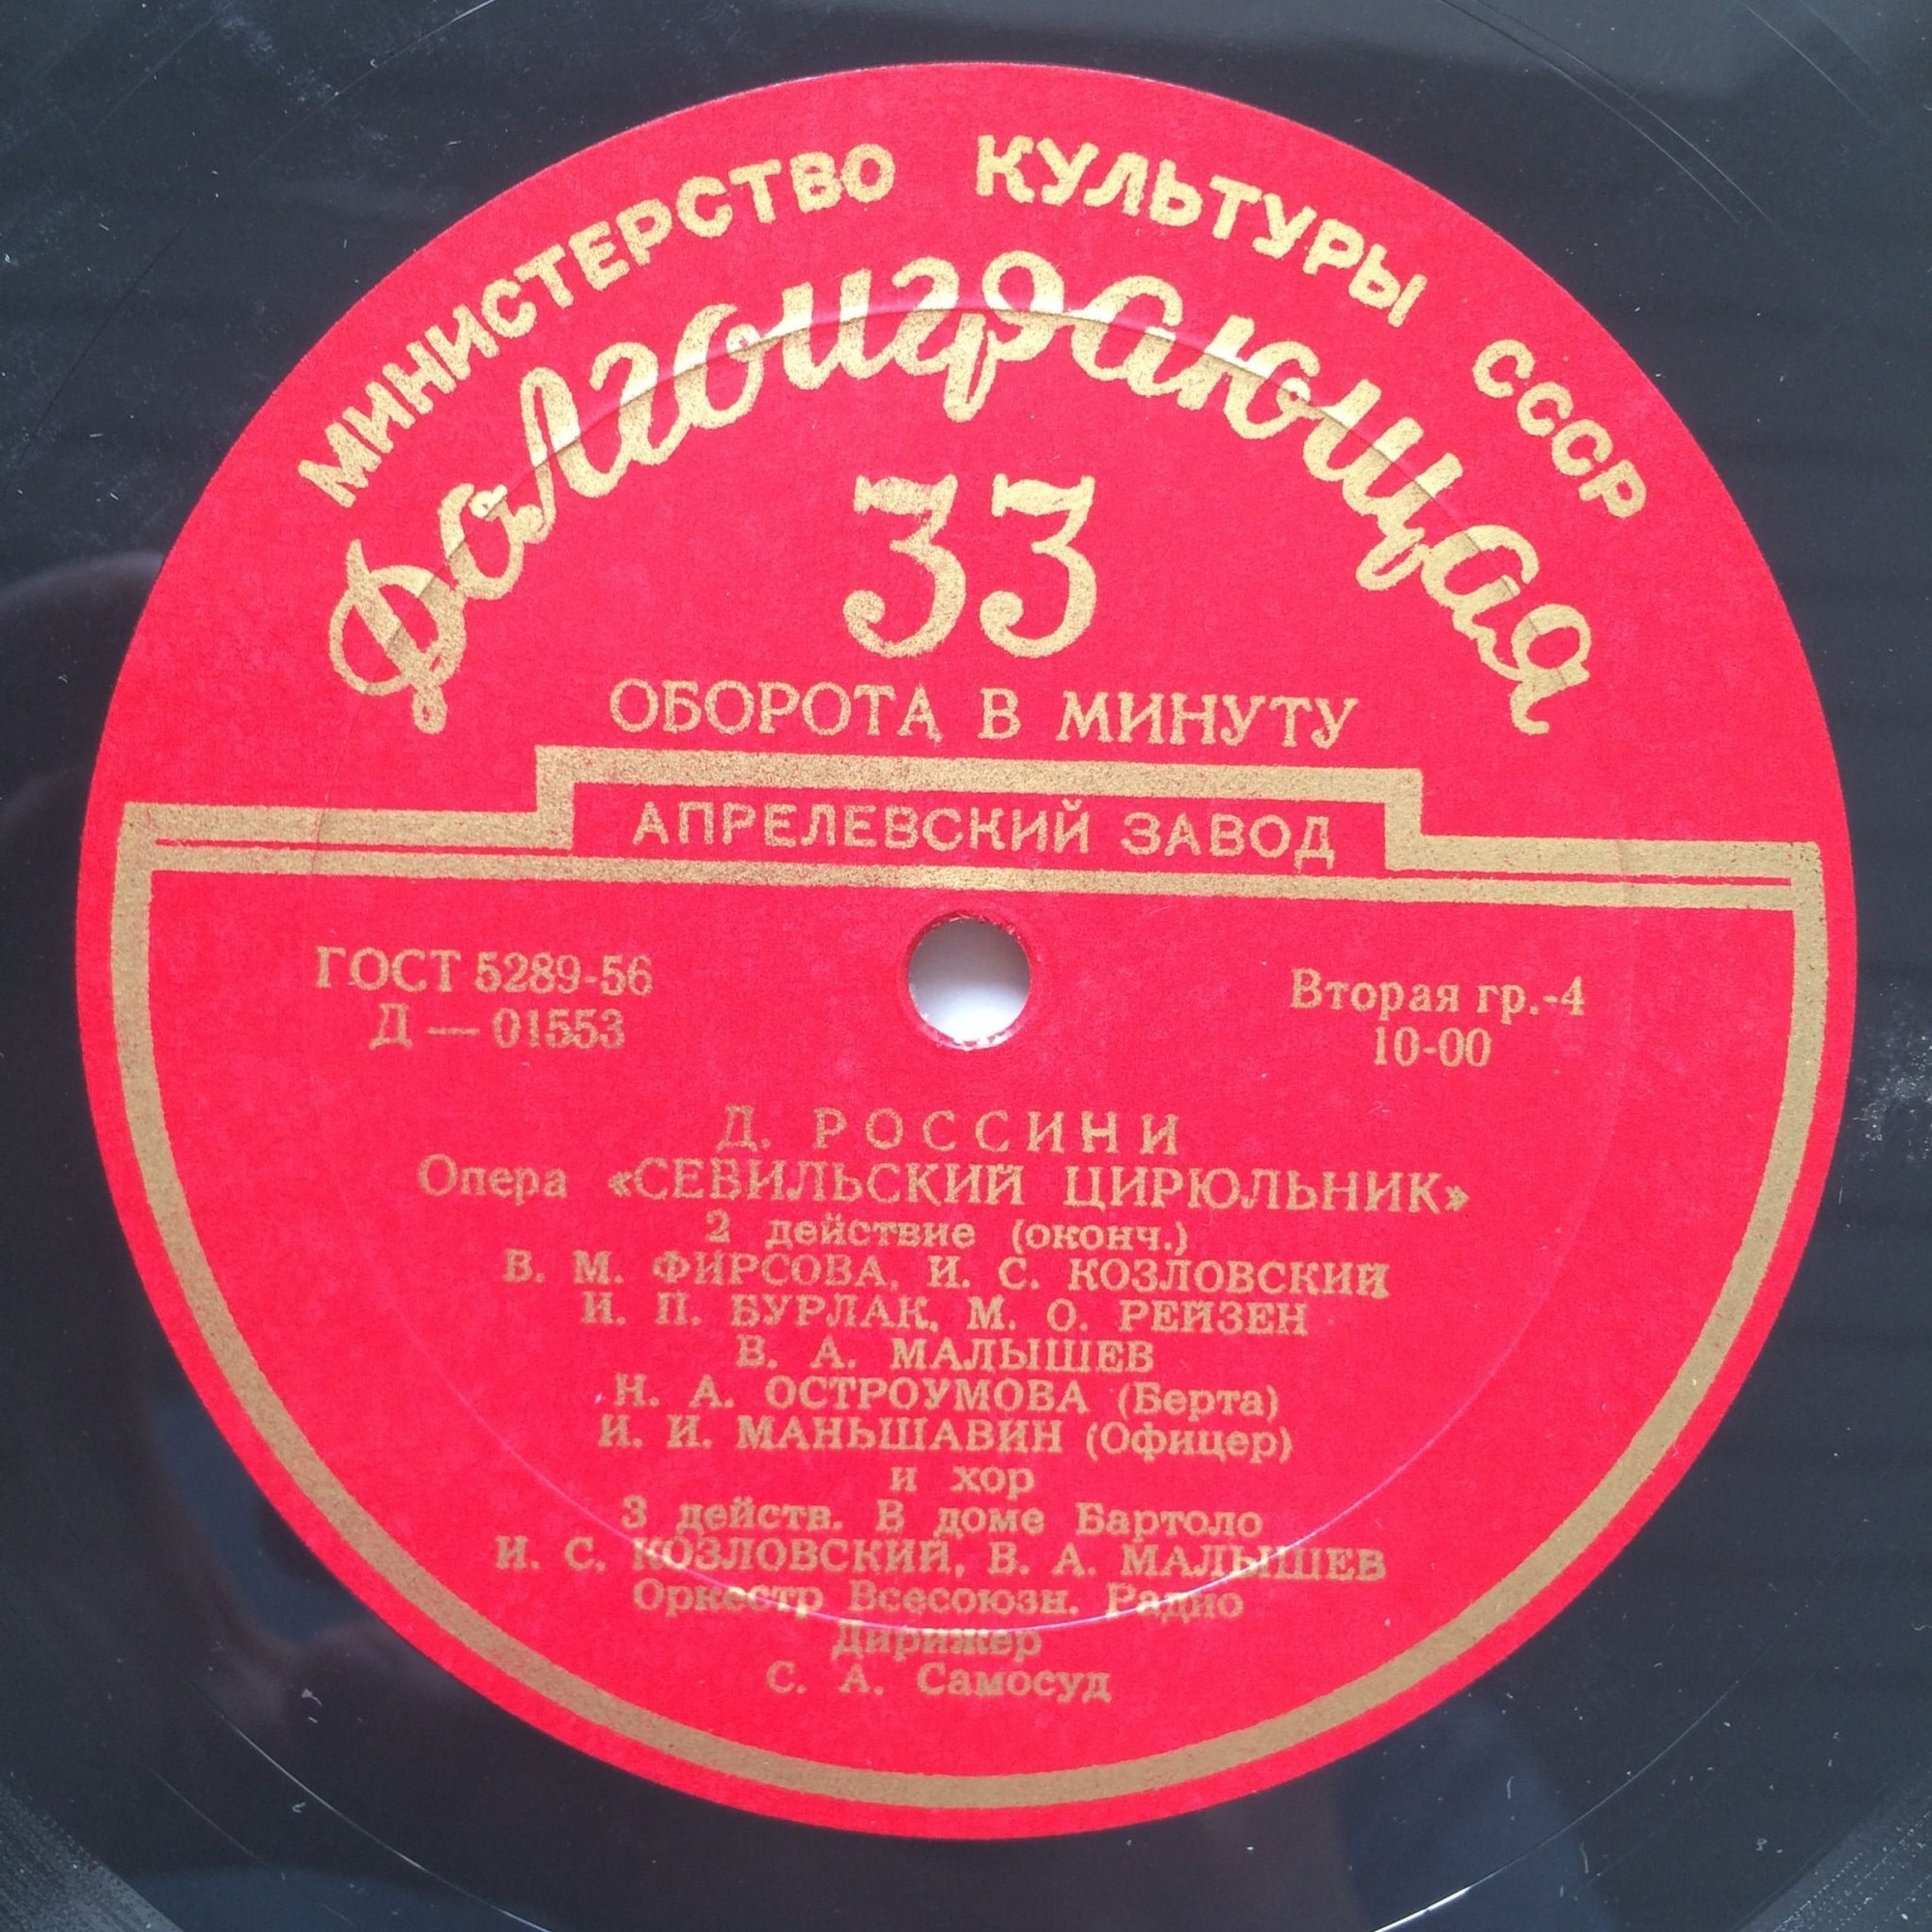 МИНИСТЕРСТВО КУЛЬТУРЫ СССР
Долгоиграющая
33
ОБОРОТА В МИНУТУ
АПРЕЛЕВСКИЙ ЗАВОД
ГОСТ 5289-56
Д — 01553
Вторая гр.-4
10-00
Д. РОССИНИ
Опера «СЕВИЛЬСКИЙ ЦИРЮЛЬНИК»
2 действие (оконч.)
В. М. ФИРСОВА, И. С. КОЗЛОВСКИЙ
И. П. БУРЛАК, М. О. РЕЙЗЕН
В. А. МАЛЫШЕВ
Н. А. ОСТРОУМОВА (Берта)
И. И. МАНЬШАВИН (Офицер)
и хор
3 действ. В доме Бартоло
И. С. КОЗЛОВСКИЙ, В. А. МАЛЫШЕВ
Оркестр Всесоюзн. Радио
Дирижер
С. А. Самосуд